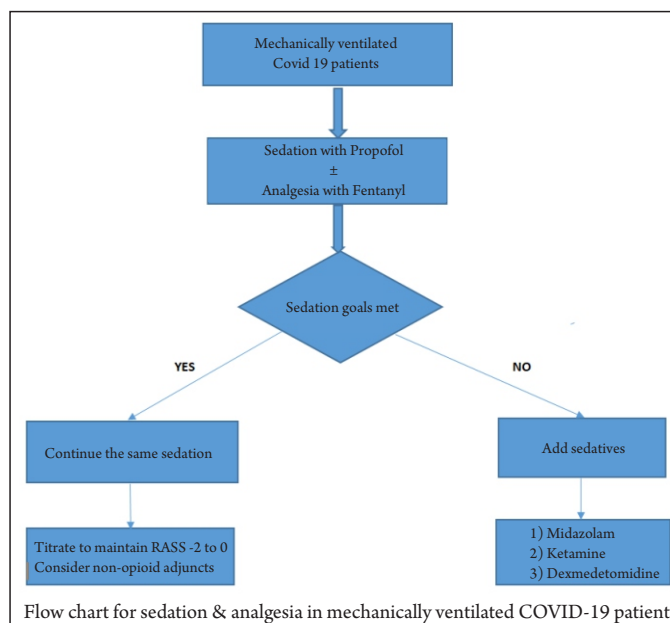 Mechanically ventilated
Covid 19 patients
Sedation with Propofol
±
Analgesia with Fentanyl
Sedation goals met
YES
NO
Continue the same sedation
Add sedatives
Titrate to maintain RASS -2 to 0
Consider non-opioid adjuncts
1) Midazolam
2) Ketamine
3) Dexmedetomidine
Flow chart for sedation & analgesia in mechanically ventilated COVID-19 patient